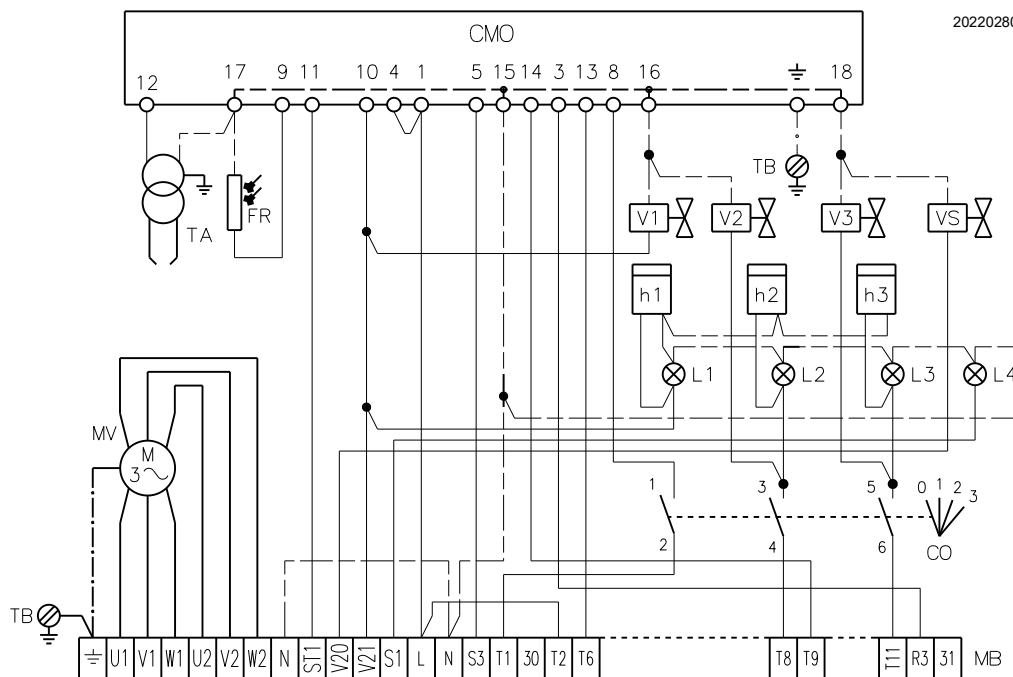 20220280
CMO
12 17 9 11 10 4 1 5 15 14 3 13 8 16 18
TB
FR
TA
V1 V2 V3 VS
h1 h2 h3
L1 L2 L3 L4
MV
M
3
1 3 5 0 1 2 3
2 4 6
CO
TB
U1 V1 W1 U2 V2 W2 N ST1 V20 V21 S1 L N S3 T1 30 T2 T6 T8 T9 T11 R3 31 MB